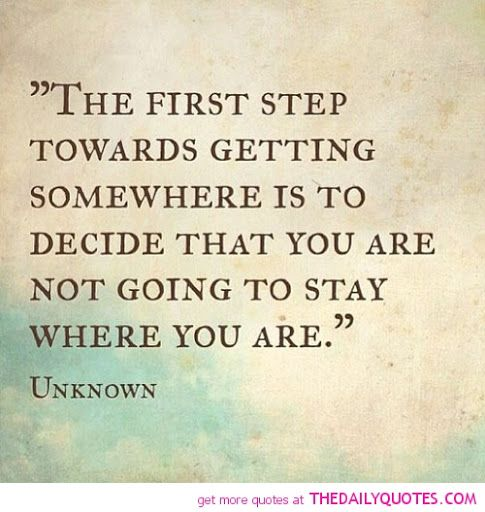 ”The first step
towards getting
somewhere is to
decide that you are
not going to stay
where you are.”
Unknown
get more quotes at THEDAILYQUOTES.COM